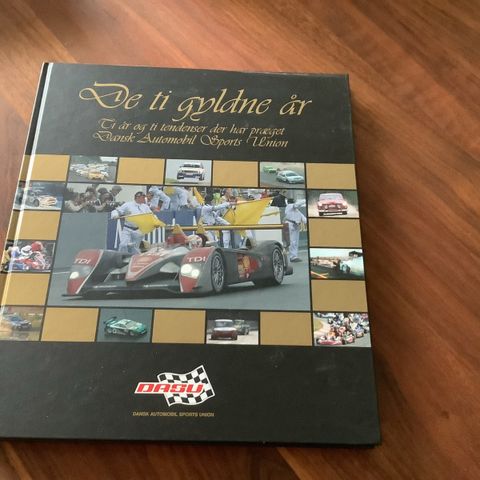 De ti gyldne år
Ti år og ti tendenser der har præget
Dansk Automobil Sports Union
TDI
TDI
DASU
DANSK AUTOMOBIL SPORTS UNION